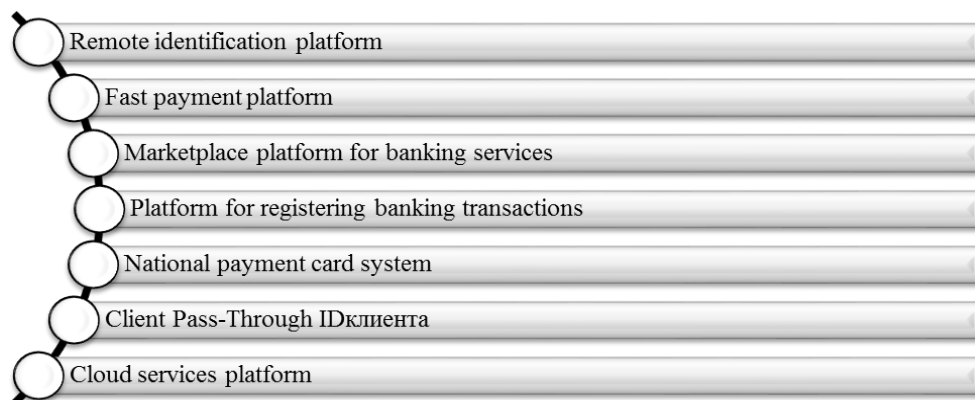 Remote identification platform
Fast payment platform
Marketplace platform for banking services
Platform for registering banking transactions
National payment card system
Client Pass-Through IDклиента
Cloud services platform